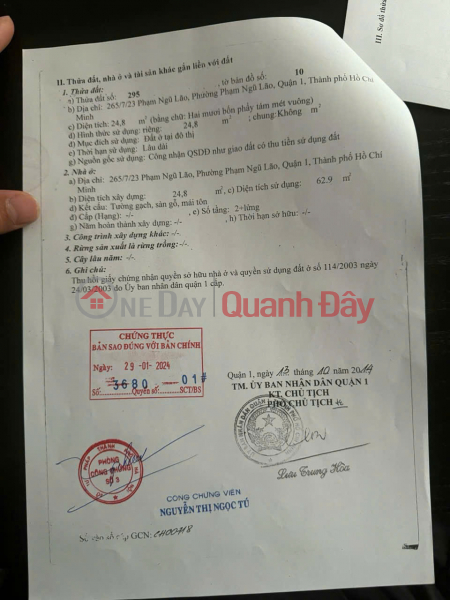 II. Thửa đất, nhà ở và tài sản khác gắn liền với đất
1. Thửa đất:
a) Thửa đất số: 295 , tờ bản đồ số: 10
b) Địa chỉ: 265/7/23 Phạm Ngũ Lão, Phường Phạm Ngũ Lão, Quận 1, Thành phố Hồ Chí
Minh
c) Diện tích: 24,8 m² (bằng chữ: Hai mươi bốn phẩy tám mét vuông)
d) Hình thức sử dụng: riêng: 24,8 m² ; chung: Không m²
đ) Mục đích sử dụng: Đất ở tại đô thị
e) Thời hạn sử dụng: Lâu dài
g) Nguồn gốc sử dụng: Công nhận QSDĐ như giao đất có thu tiền sử dụng đất
2. Nhà ở:
a) Địa chỉ: 265/7/23 Phạm Ngũ Lão, Phường Phạm Ngũ Lão, Quận 1, Thành phố Hồ Chí
Minh
b) Diện tích xây dựng: 24,8 m², c) Diện tích sử dụng: 62.9 m²
d) Kết cấu: Tường gạch, sàn gỗ, mái tôn
đ) Cấp (Hạng): -/- , e) Số tầng: 2+lửng
g) Năm hoàn thành xây dựng: -/- , h) Thời hạn sở hữu: -/-
3. Công trình xây dựng khác: -/-
4. Rừng sản xuất là rừng trồng: -/-
5. Cây lâu năm: -/-
6. Ghi chú:
Thu hồi giấy chứng nhận quyền sở hữu nhà ở và quyền sử dụng đất ở số 114/2003 ngày
24/03/2003 do Ủy ban nhân dân quận 1 cấp.
ONE DAY Quanh Đây
CHỨNG THỰC
BẢN SAO ĐÚNG VỚI BẢN CHÍNH
Ngày: 29-01-2024
Số: 3680 Quyển số: 01 SCT/BS
Quận 1, ngày 13 tháng 10 năm 2014
TM. ỦY BAN NHÂN DÂN QUẬN 1
KT. CHỦ TỊCH
PHÓ CHỦ TỊCH
PHÒNG
CÔNG CHỨNG
SỐ 3
Lưu Trung Hòa
CÔNG CHỨNG VIÊN
NGUYỄN THỊ NGỌC TÚ
GCN: CH00418
III. Sơ đồ thửa